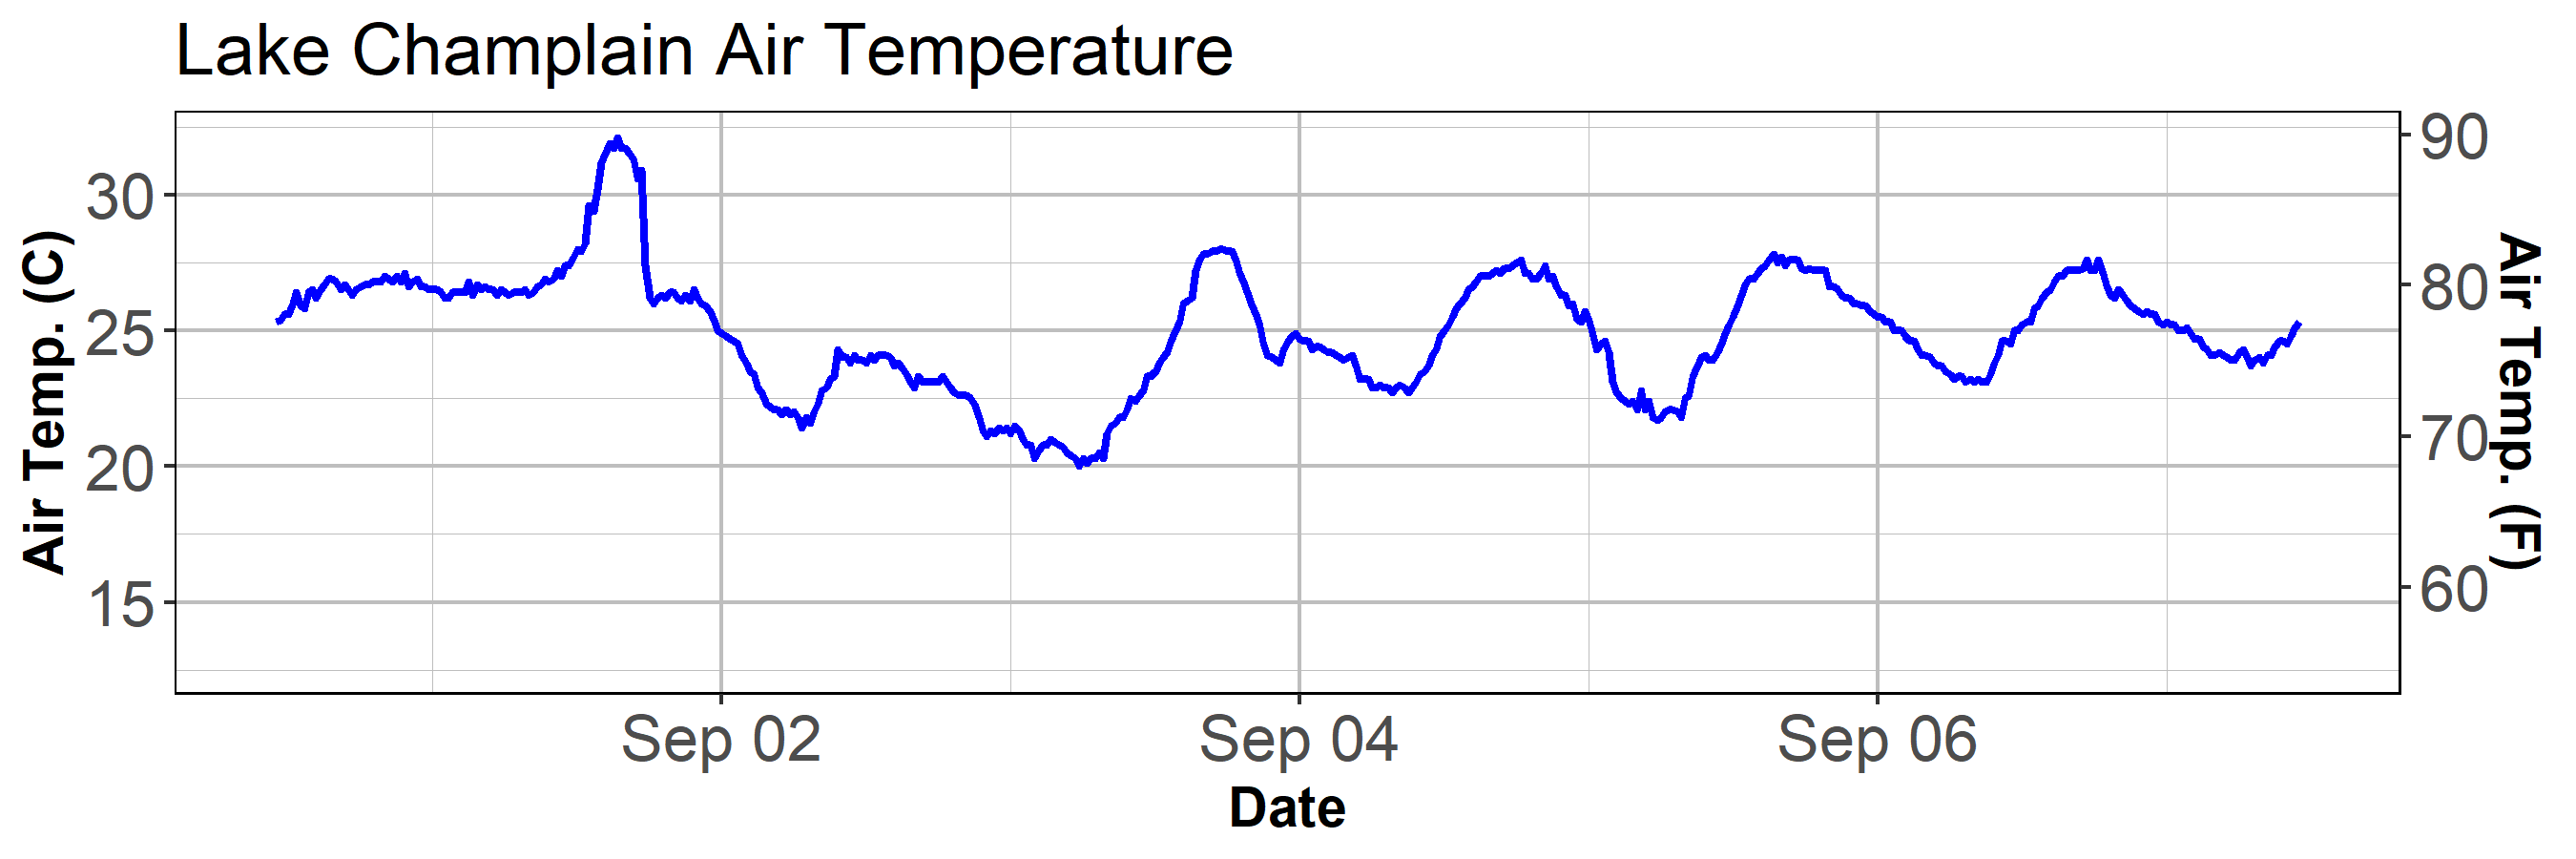 Lake Champlain Air Temperature
Air Temp. (C)
30
25
20
15
90
80
70
60
Air Temp. (F)
Sep 02
Sep 04
Sep 06
Date